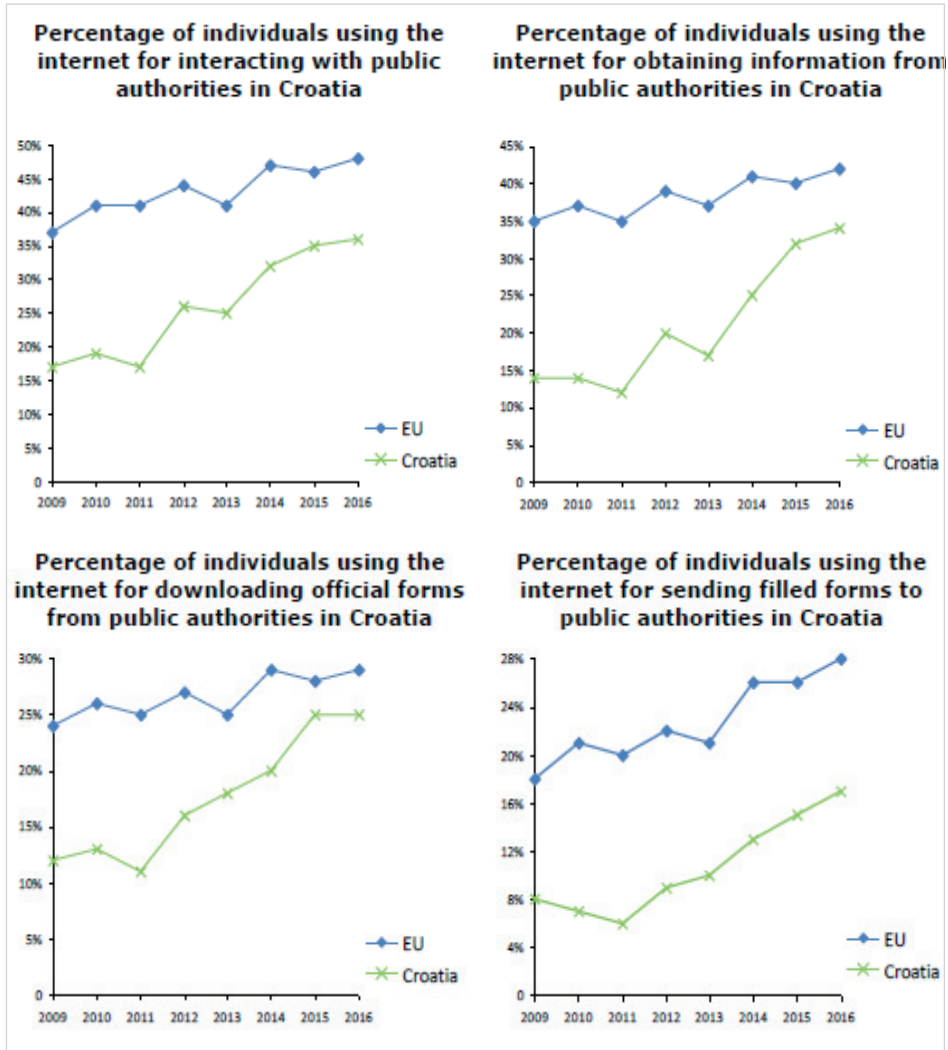 Percentage of individuals using the
internet for interacting with public
authorities in Croatia
50%
45%
40%
35%
30%
25%
20%
15%
10%
5%
0
2009 2010 2011 2012 2013 2014 2015 2016
EU
Croatia
Percentage of individuals using the
internet for obtaining information from
public authorities in Croatia
45%
40%
35%
30%
25%
20%
15%
10%
5%
0
2009 2010 2011 2012 2013 2014 2015 2016
EU
Croatia
Percentage of individuals using the
internet for downloading official forms
from public authorities in Croatia
30%
25%
20%
15%
10%
5%
0
2009 2010 2011 2012 2013 2014 2015 2016
EU
Croatia
Percentage of individuals using the
internet for sending filled forms to
public authorities in Croatia
28%
24%
20%
16%
12%
8%
4%
0
2009 2010 2011 2012 2013 2014 2015 2016
EU
Croatia